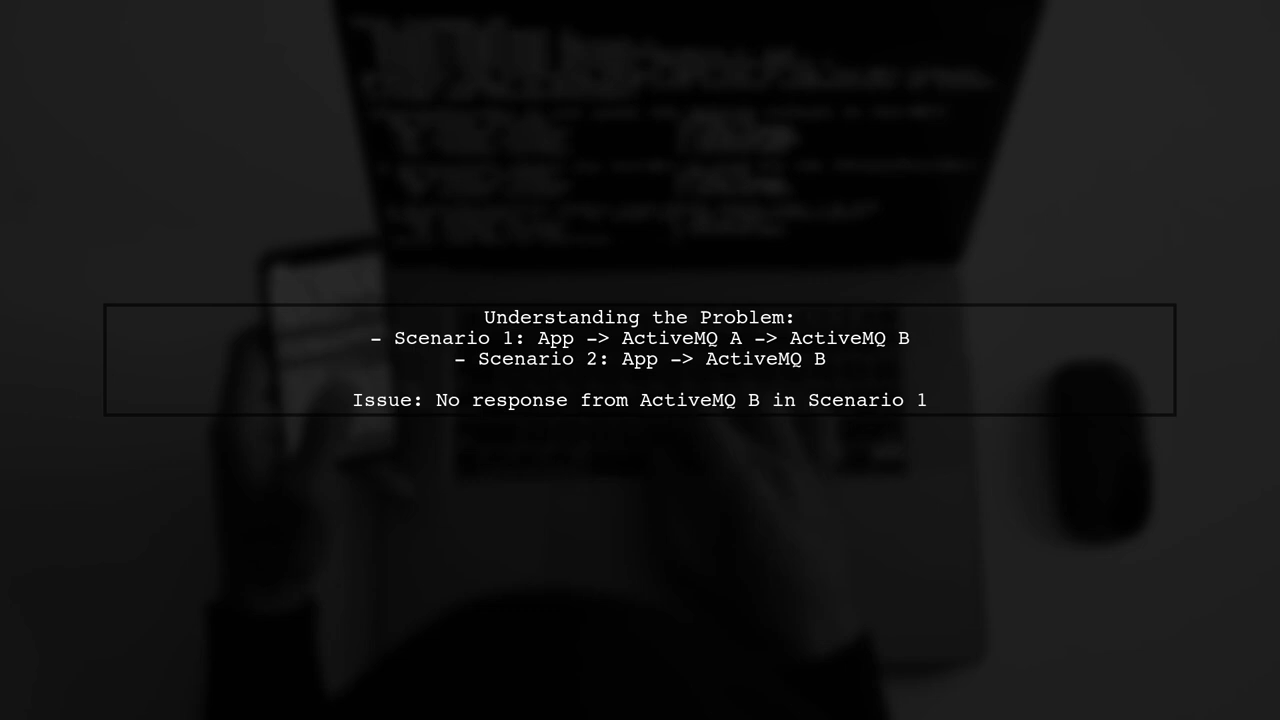 Understanding the Problem:
- Scenario 1: App -> ActiveMQ A -> ActiveMQ B
- Scenario 2: App -> ActiveMQ B
Issue: No response from ActiveMQ B in Scenario 1